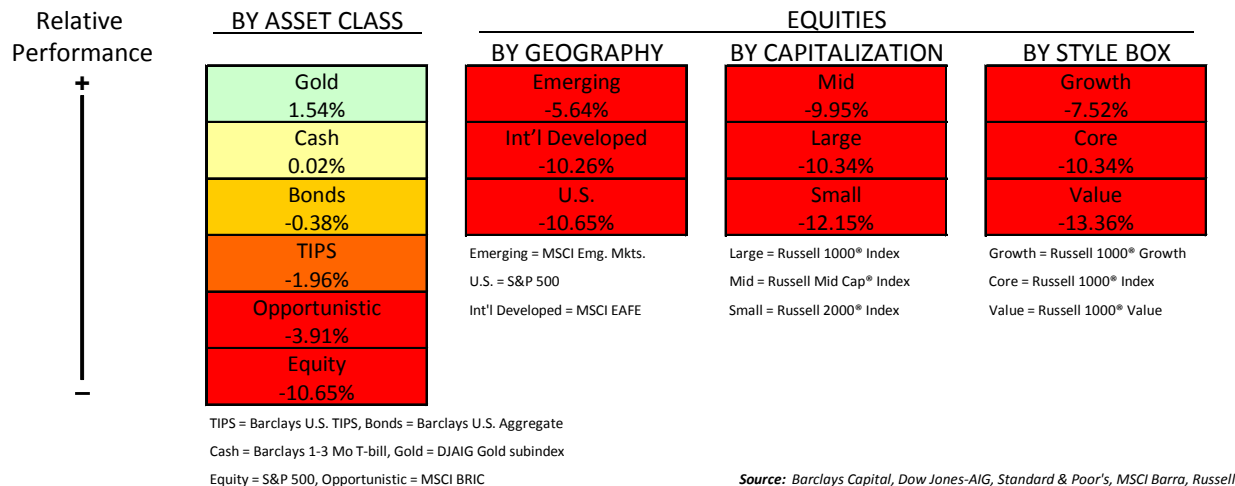 Relative
Performance
+
–
BY ASSET CLASS
Gold
1.54%
Cash
0.02%
Bonds
-0.38%
TIPS
-1.96%
Opportunistic
-3.91%
Equity
-10.65%
TIPS = Barclays U.S. TIPS, Bonds = Barclays U.S. Aggregate
Cash = Barclays 1-3 Mo T-bill, Gold = DJAIG Gold subindex
Equity = S&P 500, Opportunistic = MSCI BRIC
EQUITIES
BY GEOGRAPHY
Emerging
-5.64%
Int'l Developed
-10.26%
U.S.
-10.65%
Emerging = MSCI Emg. Mkts.
U.S. = S&P 500
Int'l Developed = MSCI EAFE
BY CAPITALIZATION
Mid
-9.95%
Large
-10.34%
Small
-12.15%
Large = Russell 1000® Index
Mid = Russell Mid Cap® Index
Small = Russell 2000® Index
BY STYLE BOX
Growth
-7.52%
Core
-10.34%
Value
-13.36%
Growth = Russell 1000® Growth
Core = Russell 1000® Index
Value = Russell 1000® Value
Source: Barclays Capital, Dow Jones-AIG, Standard & Poor's, MSCI Barra, Russell